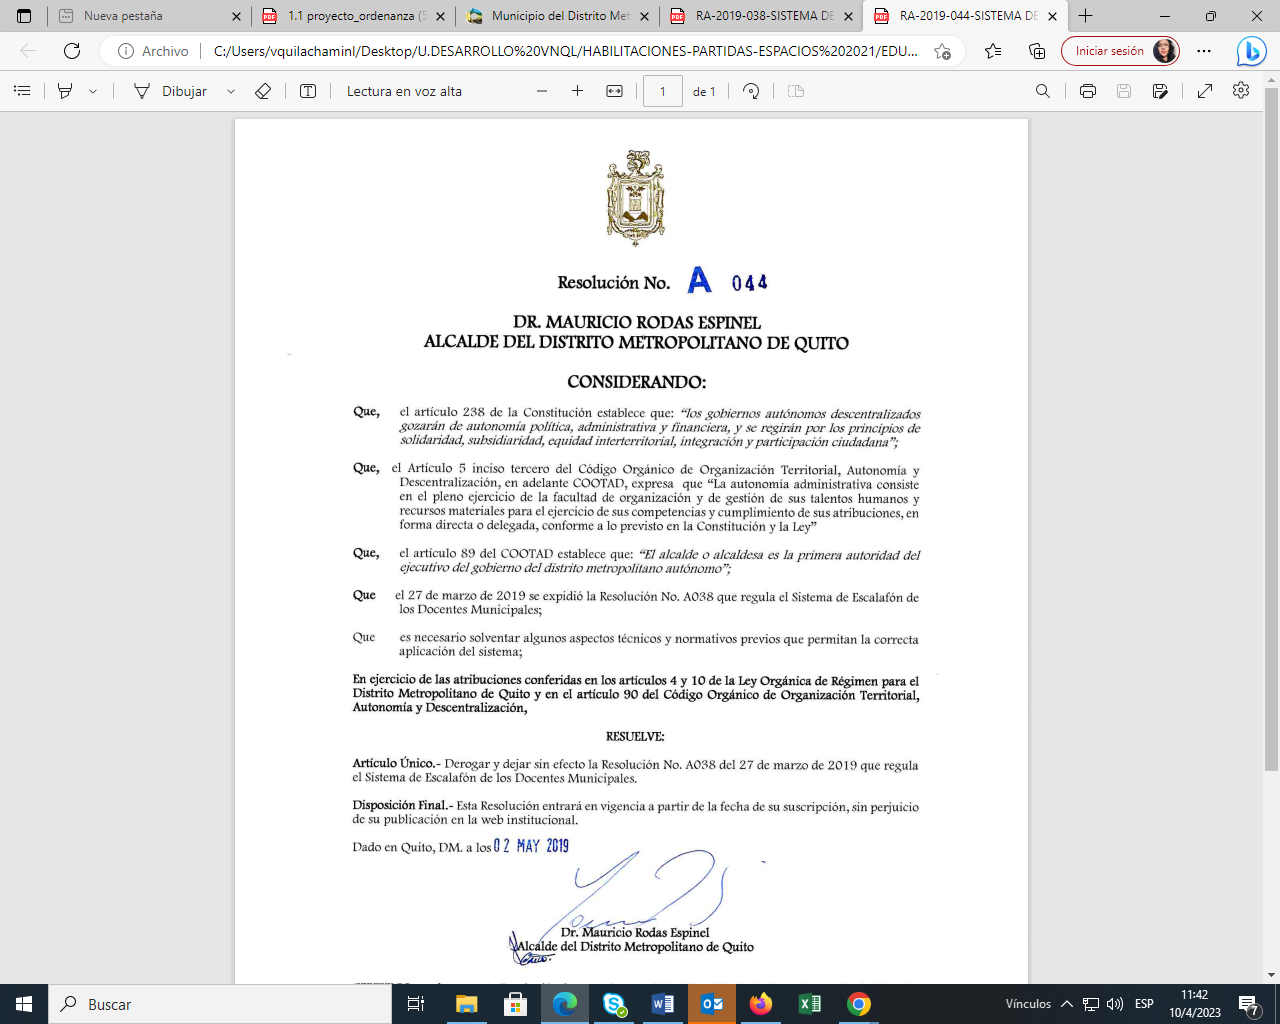 Nueva pestaña
1.1 proyecto_ordenanza (5
Municipio del Distrito Met
RA-2019-038-SISTEMA DE
RA-2019-044-SISTEMA DE
Archivo
C:/Users/vquilachaminl/Desktop/U.DESARROLLO%20VNQL/HABILITACIONES-PARTIDAS-ESPACIOS%202021/EDU...
Iniciar sesión
Dibujar
Lectura en voz alta
1
de 1
Resolución No. A 044
DR. MAURICIO RODAS ESPINEL
ALCALDE DEL DISTRITO METROPOLITANO DE QUITO
CONSIDERANDO:
Que, el artículo 238 de la Constitución establece que: “los gobiernos autónomos descentralizados
gozarán de autonomía política, administrativa y financiera, y se regirán por los principios de
solidaridad, subsidiaridad, equidad interterritorial, integración y participación ciudadana”;
Que, el Artículo 5 inciso tercero del Código Orgánico de Organización Territorial, Autonomía y
Descentralización, en adelante COOTAD, expresa que “La autonomía administrativa consiste
en el pleno ejercicio de la facultad de organización y de gestión de sus talentos humanos y
recursos materiales para el ejercicio de sus competencias y cumplimiento de sus atribuciones, en
forma directa o delegada, conforme a lo previsto en la Constitución y la Ley”
Que, el artículo 89 del COOTAD establece que: “El alcalde o alcaldesa es la primera autoridad del
ejecutivo del gobierno del distrito metropolitano autónomo”;
Que el 27 de marzo de 2019 se expidió la Resolución No. A038 que regula el Sistema de Escalafón de
los Docentes Municipales;
Que es necesario solventar algunos aspectos técnicos y normativos previos que permitan la correcta
aplicación del sistema;
En ejercicio de las atribuciones conferidas en los artículos 4 y 10 de la Ley Orgánica de Régimen para el
Distrito Metropolitano de Quito y en el artículo 90 del Código Orgánico de Organización Territorial,
Autonomía y Descentralización,
RESUELVE:
Artículo Único.- Derogar y dejar sin efecto la Resolución No. A038 del 27 de marzo de 2019 que regula
el Sistema de Escalafón de los Docentes Municipales.
Disposición Final.- Esta Resolución entrará en vigencia a partir de la fecha de su suscripción, sin perjuicio
de su publicación en la web institucional.
Dado en Quito, DM. a los 02 MAY 2019
Dr. Mauricio Rodas Espinel
Alcalde del Distrito Metropolitano de Quito
Buscar
Vínculos
ESP
11:42
10/4/2023
7